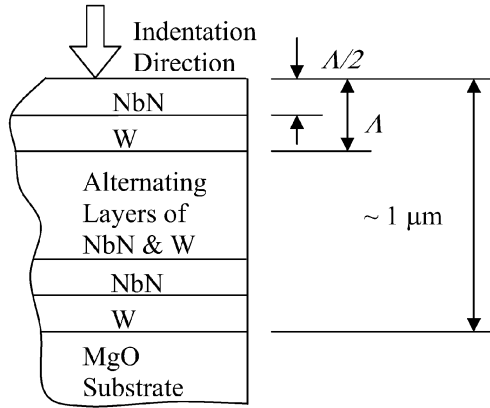 Indentation
Direction
Λ/2
NbN
Λ
W
Alternating
Layers of
NbN & W
~ 1 μm
NbN
W
MgO
Substrate